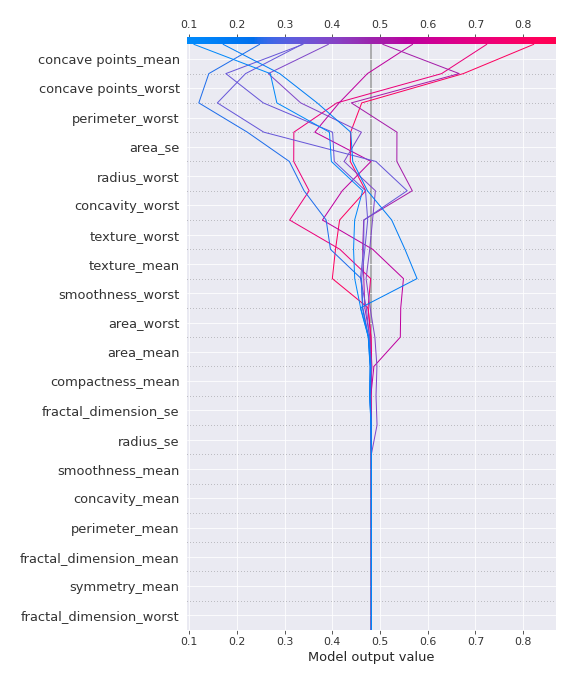 0.1 0.2 0.3 0.4 0.5 0.6 0.7 0.8
concave points_mean
concave points_worst
perimeter_worst
area_se
radius_worst
concavity_worst
texture_worst
texture_mean
smoothness_worst
area_worst
area_mean
compactness_mean
fractal_dimension_se
radius_se
smoothness_mean
concavity_mean
perimeter_mean
fractal_dimension_mean
symmetry_mean
fractal_dimension_worst
0.1 0.2 0.3 0.4 0.5 0.6 0.7 0.8
Model output value